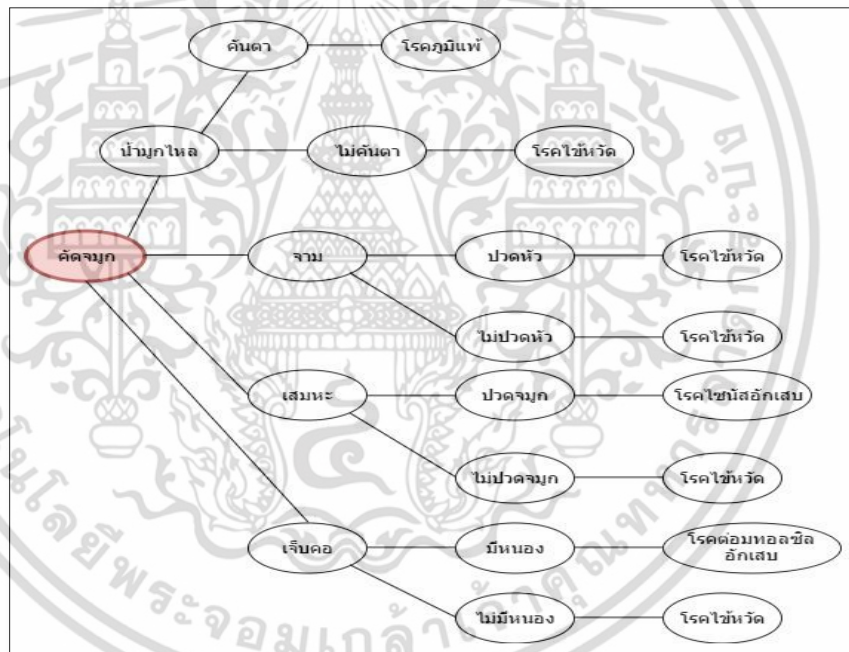 คันตา
โรคภูมิแพ้
น้ำมูกไหล
ไม่คันตา
โรคไข้หวัด
คัดจมูก
จาม
ปวดหัว
โรคไข้หวัด
ไม่ปวดหัว
โรคไข้หวัด
เสมหะ
ปวดจมูก
โรคไซนัสอักเสบ
ไม่ปวดจมูก
โรคไข้หวัด
เจ็บคอ
มีหนอง
โรคต่อมทอลซิล
อักเสบ
ไม่มีหนอง
โรคไข้หวัด